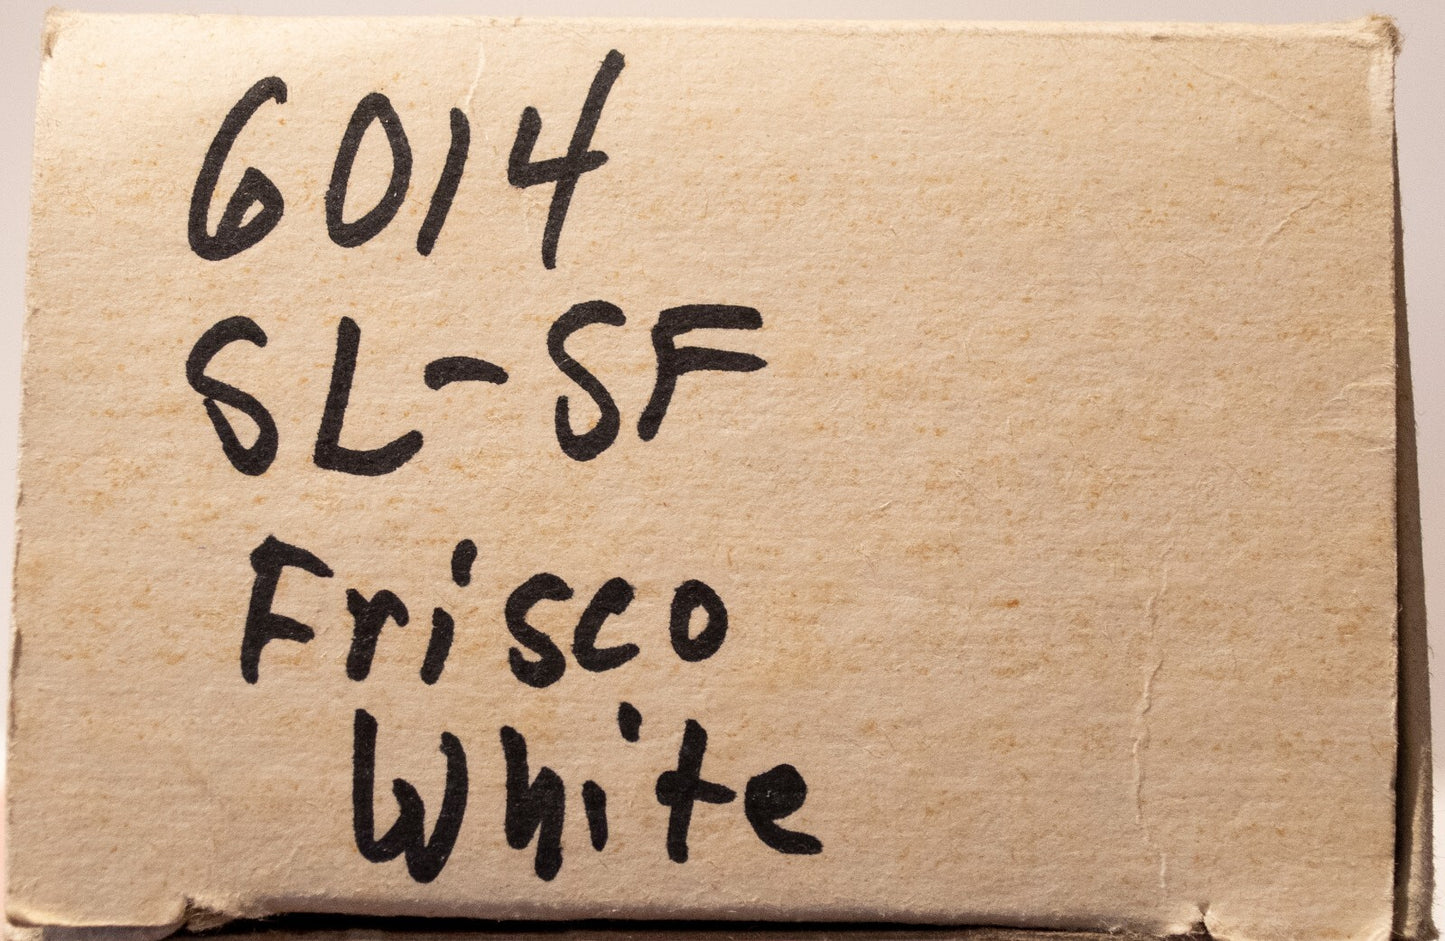 6014
SL-SF
Frisco
White